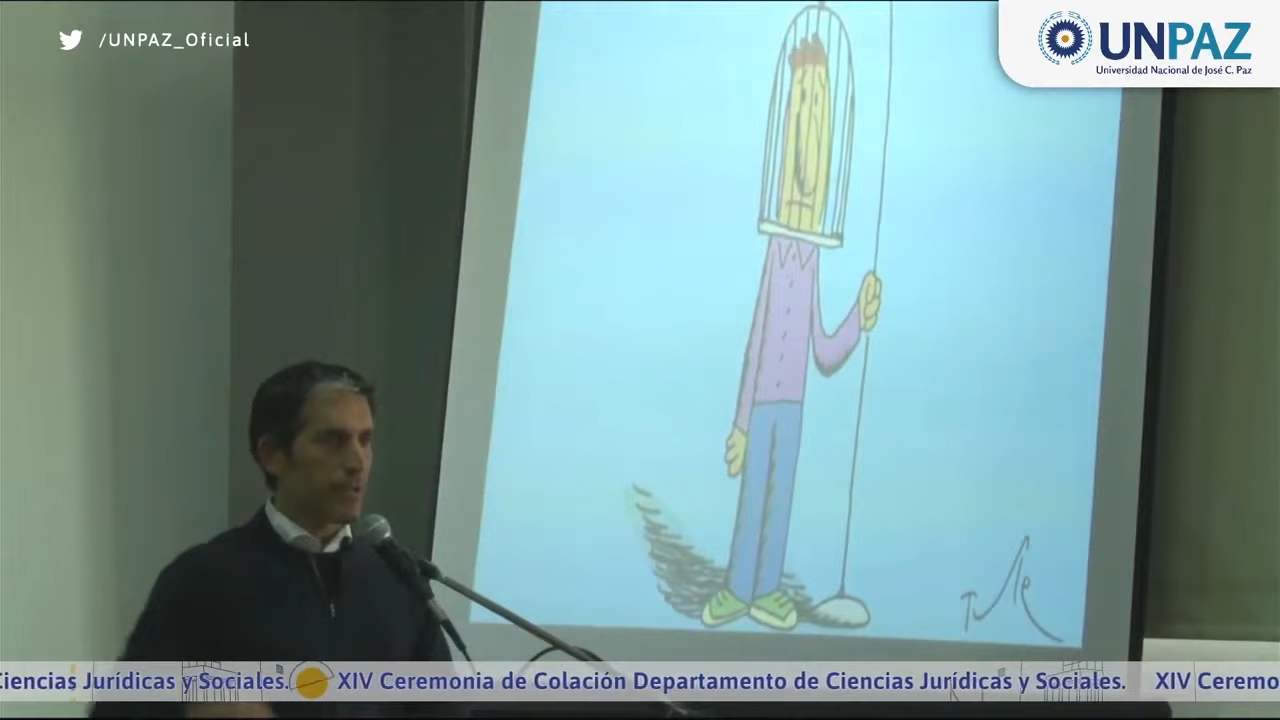 /UNPAZ_Oficial
UNPAZ
Universidad Nacional de José C. Paz
Tute
Ciencias Jurídicas y Sociales. XIV Ceremonia de Colación Departamento de Ciencias Jurídicas y Sociales. XIV Ceremo